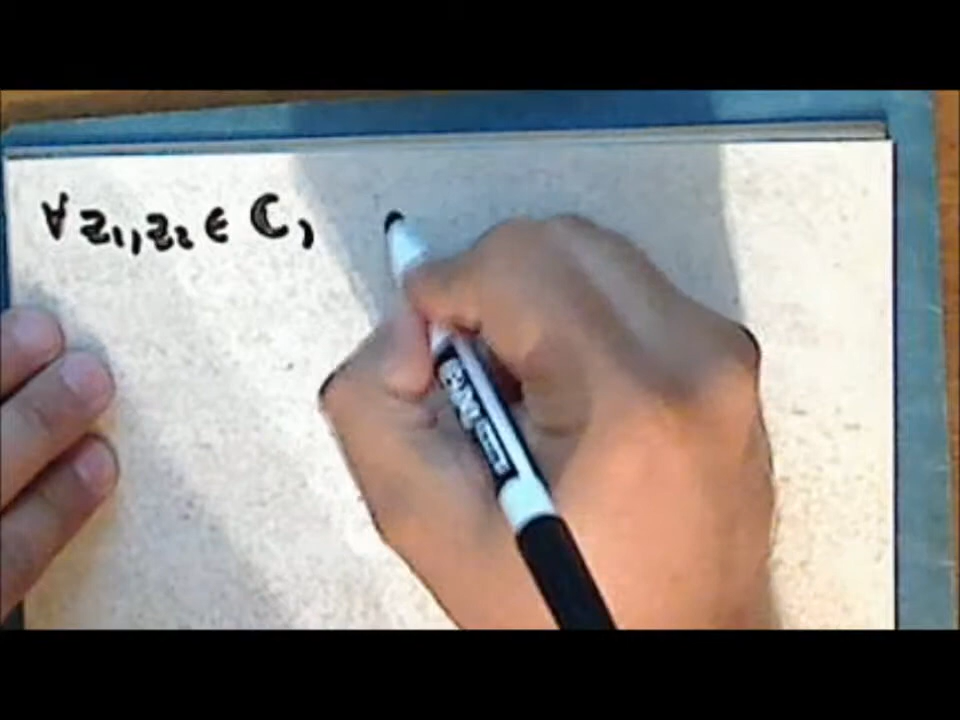 ∀ z₁, z₂ ∈ ℂ,